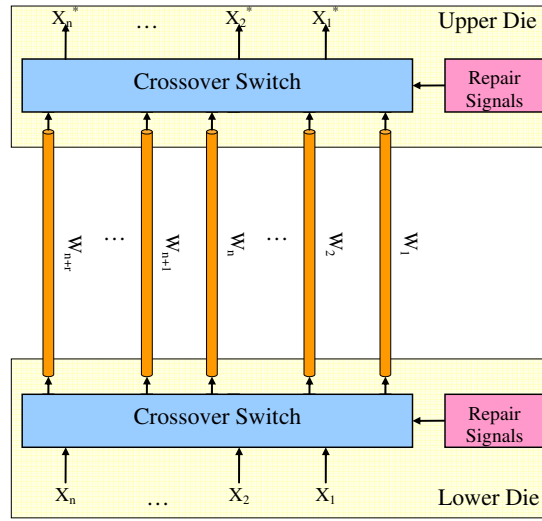 Xn* ... X2* X1* Upper Die
Crossover Switch
Repair Signals
Wn+r ... Wn+1 Wn ... W2 W1
Crossover Switch
Repair Signals
Xn ... X2 X1
Lower Die